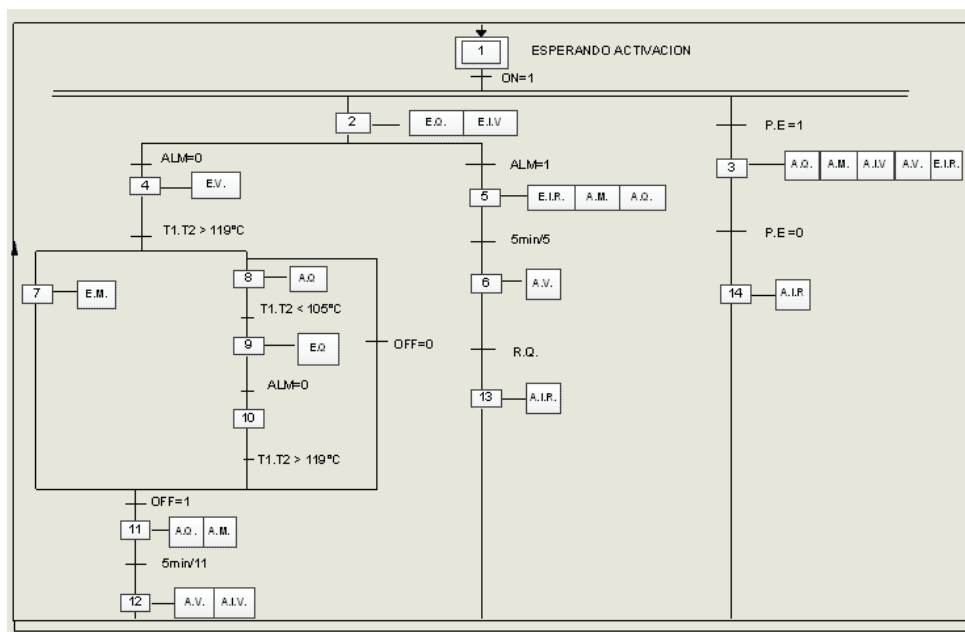 1 ESPERANDO ACTIVACION
ON=1
2 E.Q. E.I.V
P.E=1
ALM=0
ALM=1
3 A.Q. A.M. A.I.V A.V. E.I.R.
4 E.V.
5 E.I.R. A.M. A.Q.
T1.T2 > 119°C
5min/5
P.E=0
7 E.M.
8 A.Q
6 A.V.
14 A.I.R
T1.T2 < 105°C
9 E.Q
OFF=0
R.Q.
ALM=0
13 A.I.R.
10
T1.T2 > 119°C
OFF=1
11 A.Q. A.M.
5min/11
12 A.V. A.I.V.